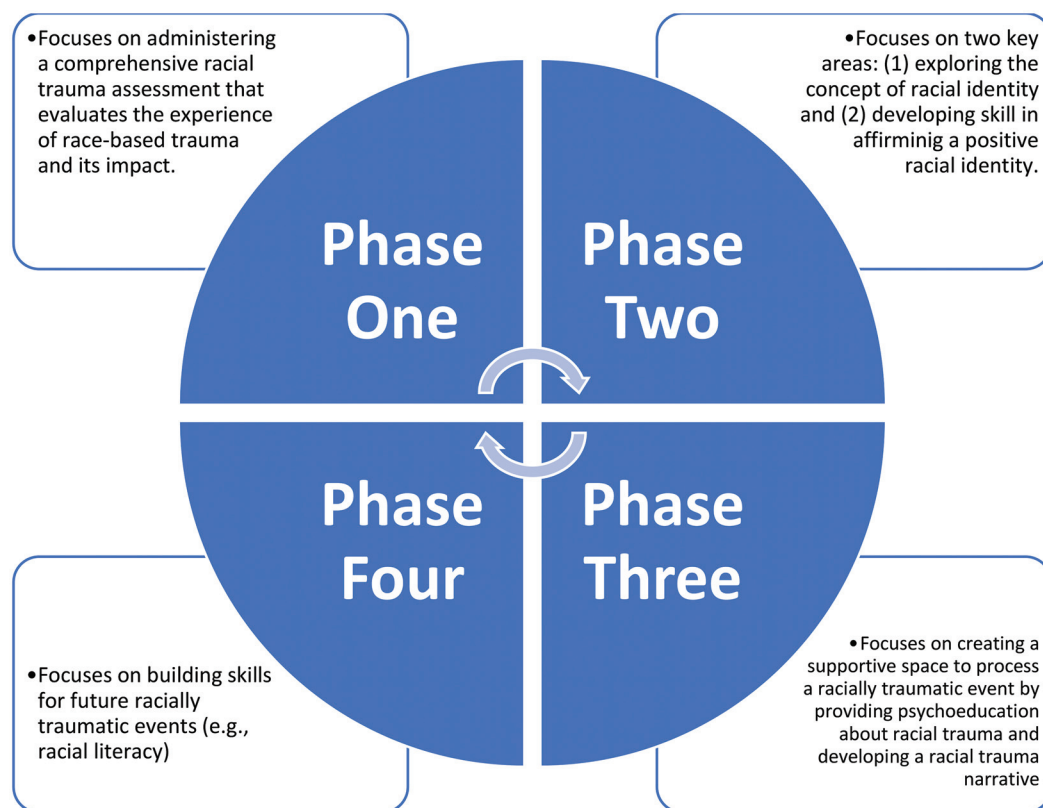 •Focuses on administering
a comprehensive racial
trauma assessment that
evaluates the experience
of race-based trauma
and its impact.
•Focuses on two key
areas: (1) exploring the
concept of racial identity
and (2) developing skill in
affirming a positive
racial identity.
Phase
One
Phase
Two
Phase
Four
Phase
Three
•Focuses on building skills
for future racially
traumatic events (e.g.,
racial literacy)
•Focuses on creating a
supportive space to process
a racially traumatic event by
providing psychoeducation
about racial trauma and
developing a racial trauma
narrative